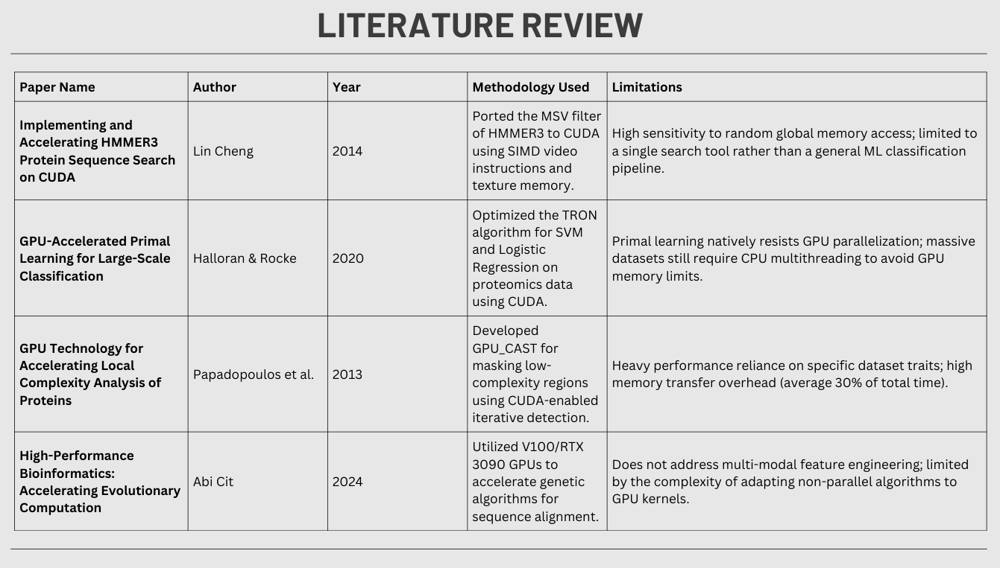 LITERATURE REVIEW
Paper Name
Author
Year
Methodology Used
Limitations
Implementing and
Accelerating HMMER3
Protein Sequence Search
on CUDA
Lin Cheng
2014
Ported the MSV filter
of HMMER3 to CUDA
using SIMD video
instructions and
texture memory.
High sensitivity to random global memory access; limited to
a single search tool rather than a general ML classification
pipeline.
GPU-Accelerated Primal
Learning for Large-Scale
Classification
Halloran & Rocke
2020
Optimized the TRON
algorithm for SVM
and Logistic
Regression on
proteomics data
using CUDA.
Primal learning natively resists GPU parallelization; massive
datasets still require CPU multithreading to avoid GPU
memory limits.
GPU Technology for
Accelerating Local
Complexity Analysis of
Proteins
Papadopoulos et al.
2013
Developed
GPU_CAST for
masking low-
complexity regions
using CUDA-enabled
iterative detection.
Heavy performance reliance on specific dataset traits; high
memory transfer overhead (average 30% of total time).
High-Performance
Bioinformatics:
Accelerating Evolutionary
Computation
Abi Cit
2024
Utilized V100/RTX
3090 GPUs to
accelerate genetic
algorithms for
sequence alignment.
Does not address multi-modal feature engineering; limited
by the complexity of adapting non-parallel algorithms to
GPU kernels.